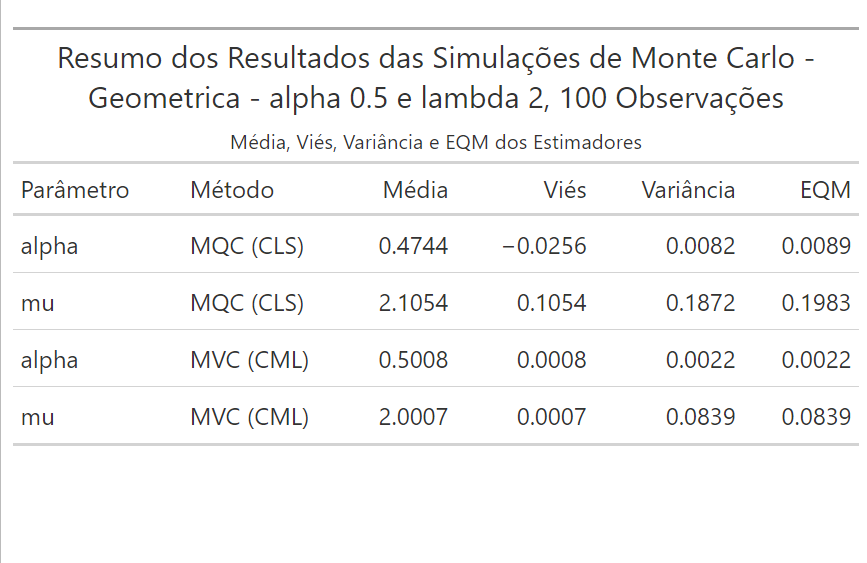 Resumo dos Resultados das Simulações de Monte Carlo -
Geometrica - alpha 0.5 e lambda 2, 100 Observações
Média, Viés, Variância e EQM dos Estimadores
Parâmetro Método Média Viés Variância EQM
alpha MQC (CLS) 0.4744 −0.0256 0.0082 0.0089
mu MQC (CLS) 2.1054 0.1054 0.1872 0.1983
alpha MVC (CML) 0.5008 0.0008 0.0022 0.0022
mu MVC (CML) 2.0007 0.0007 0.0839 0.0839